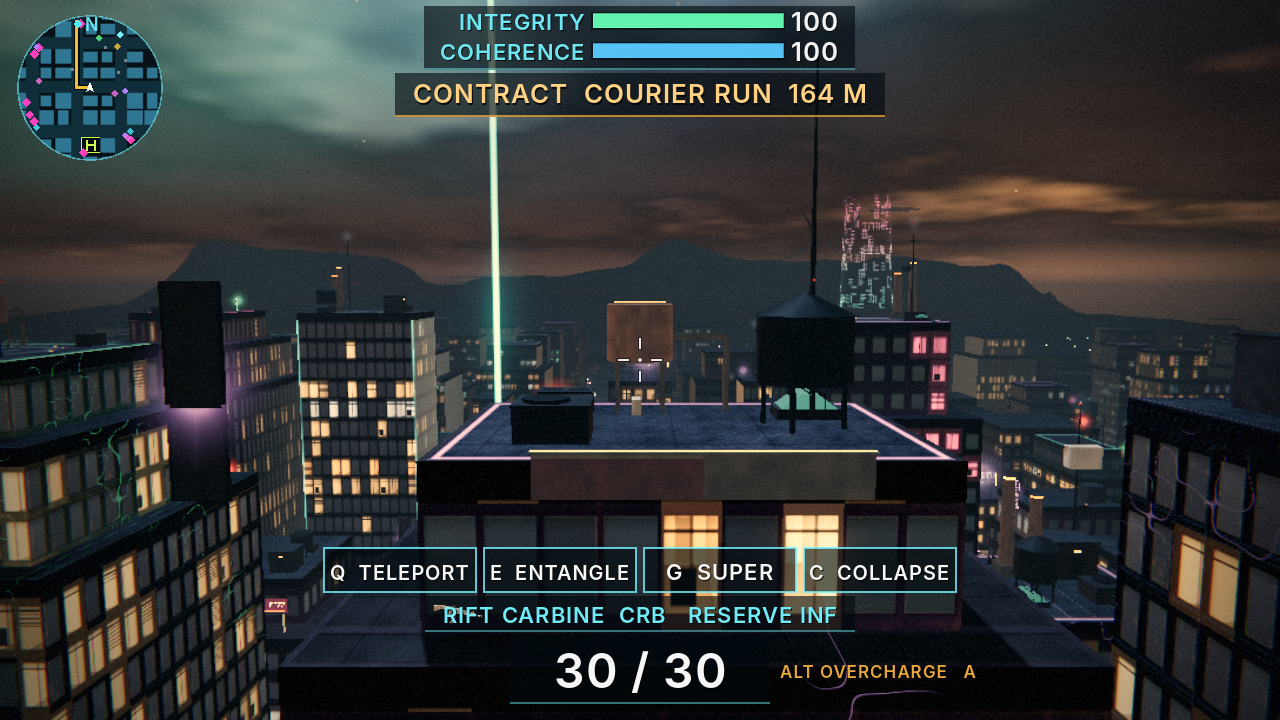 N
H
INTEGRITY 100
COHERENCE 100
CONTRACT COURIER RUN 164 M
Q TELEPORT
E ENTANGLE
G SUPER
C COLLAPSE
RIFT CARBINE CRB RESERVE INF
30 / 30
ALT OVERCHARGE A